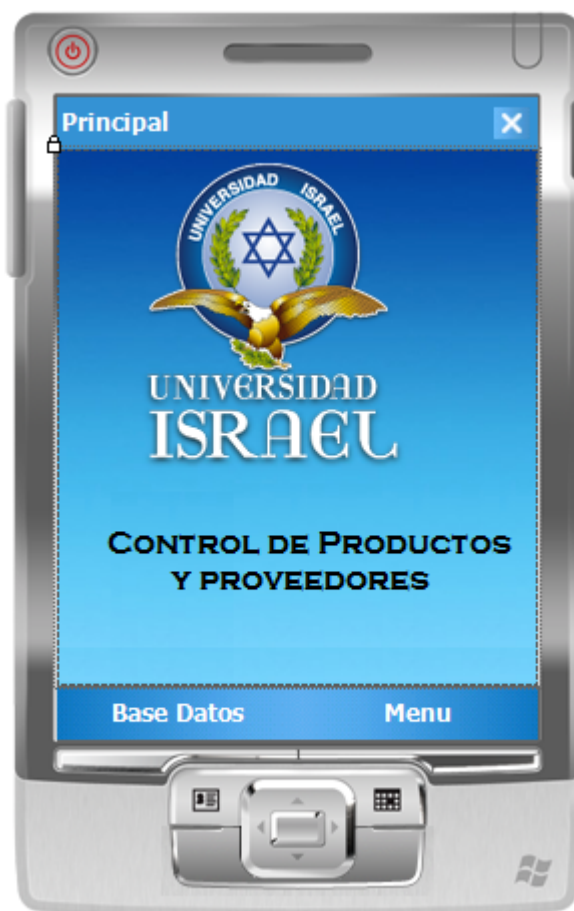 Principal
UNIVERSIDAD ISRAEL
UNIVERSIDAD
ISRAEL
CONTROL DE PRODUCTOS
Y PROVEEDORES
Base Datos Menu